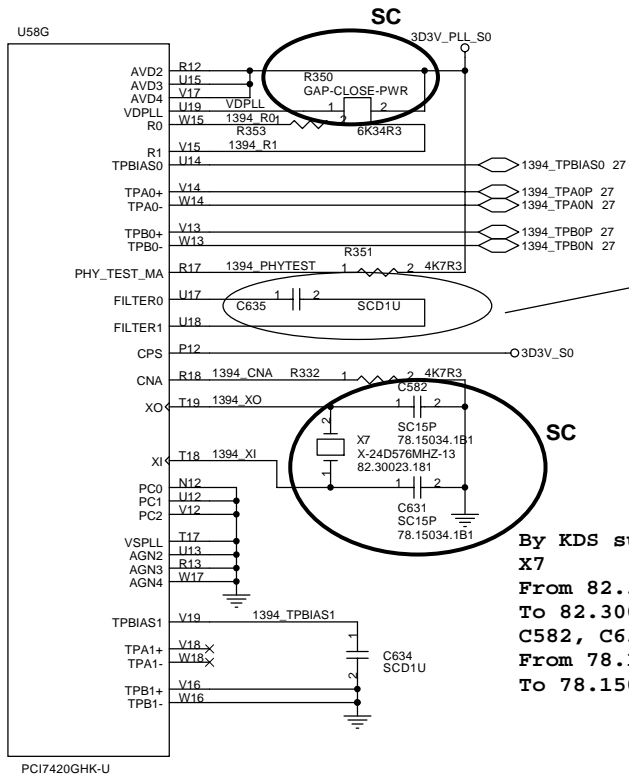 U58G
SC
3D3V_PLL_S0
AVD2 R12
AVD3 U15
AVD4 V17
VDPLL U19 VDPLL
R0 W15 1394_R0
R350
GAP-CLOSE-PWR
1 2
R353 1 2 6K34R3
R1 V15 1394_R1
TPBIAS0 U14 1394_TPBIAS0 27
TPA0+ V14 1394_TPA0P 27
TPA0- W14 1394_TPA0N 27
TPB0+ V13 1394_TPB0P 27
TPB0- W13 1394_TPB0N 27
R351
PHY_TEST_MA R17 1394_PHYTEST 1 2 4K7R3
FILTER0 U17 1 2
C635 SCD1U
FILTER1 U18
CPS P12 3D3V_S0
CNA R18 1394_CNA R332 1 2 4K7R3
C582
XO T19 1394_XO 1 2
SC15P
78.15034.1B1
SC
2
X7
X-24D576MHZ-13
82.30023.181
1
XI T18 1394_XI 1 2
C631
SC15P
78.15034.1B1
PC0 N12
PC1 U12
PC2 V12
VSPLL T17
AGN2 U13
AGN3 R13
AGN4 W17
By KDS
X7
From 82.
To 82.300
C582,
From 78.
To 78.150
TPBIAS1 V19 1394_TPBIAS1
TPA1+ V18
TPA1- W18
1
C634
SCD1U
2
TPB1+ V16
TPB1- W16
PCI7420GHK-U